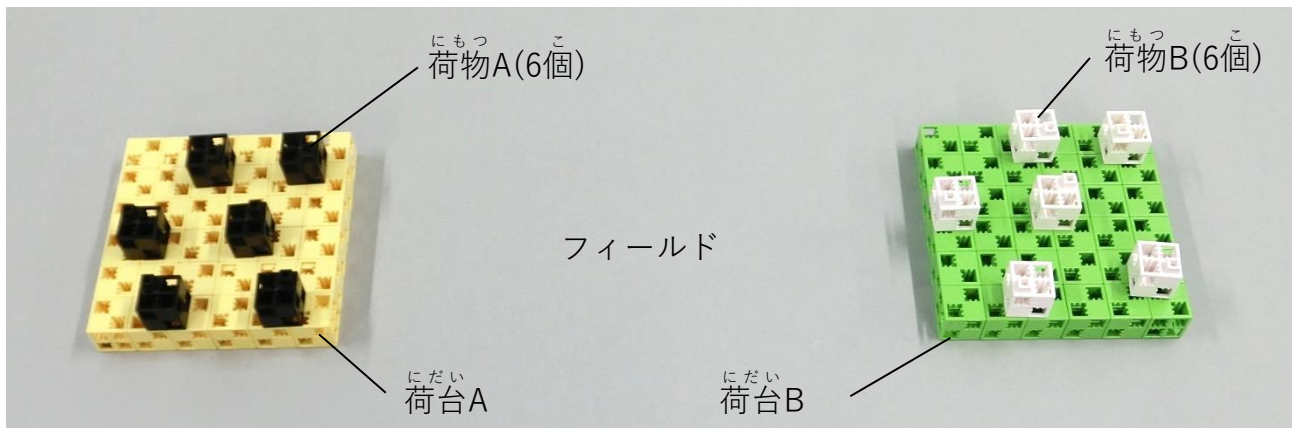 にもつ こ
荷物A(6個)
にもつ こ
荷物B(6個)
フィールド
にだい
荷台A
にだい
荷台B